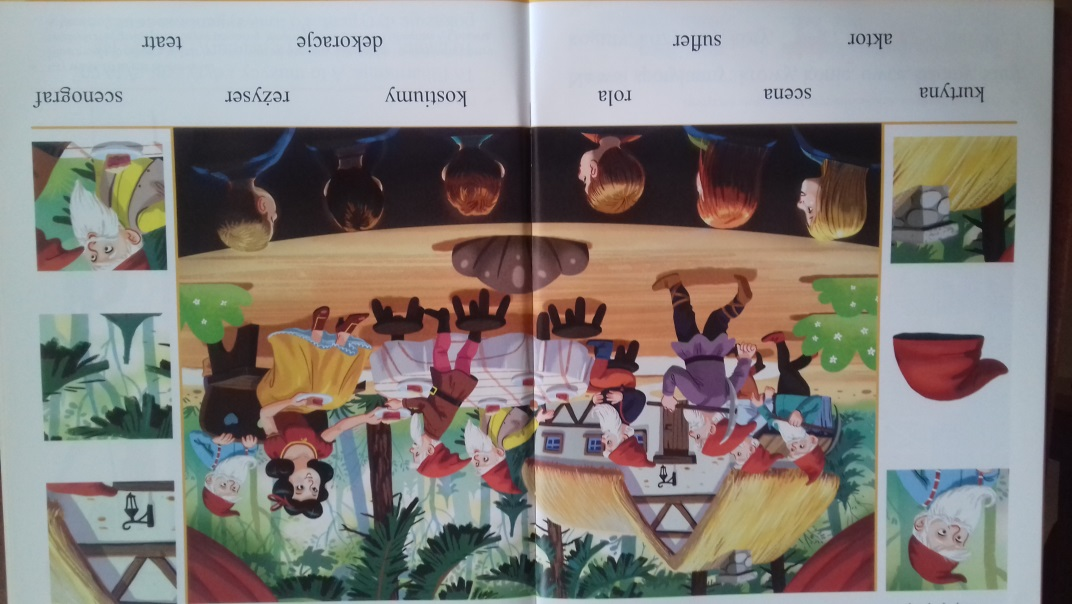 kurtyna scena rola kostiumy reżyser scenograf
aktor sufler dekoracje teatr